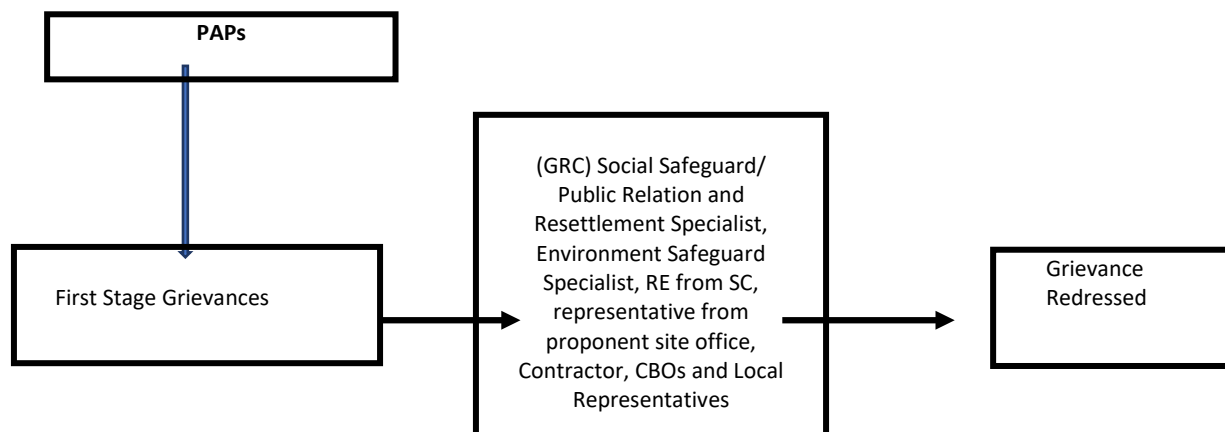 PAPs
First Stage Grievances
(GRC) Social Safeguard/
Public Relation and
Resettlement Specialist,
Environment Safeguard
Specialist, RE from SC,
representative from
proponent site office,
Contractor, CBOs and Local
Representatives
Grievance
Redressed